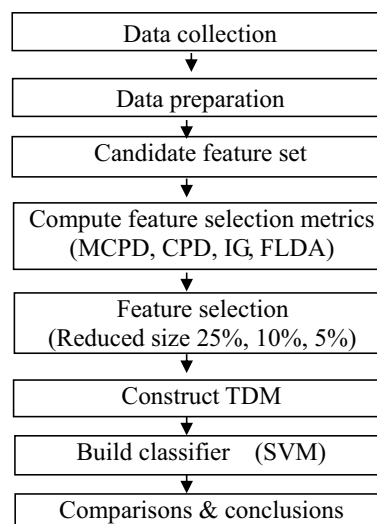 Data collection
Data preparation
Candidate feature set
Compute feature selection metrics
(MCPD, CPD, IG, FLDA)
Feature selection
(Reduced size 25%, 10%, 5%)
Construct TDM
Build classifier (SVM)
Comparisons & conclusions